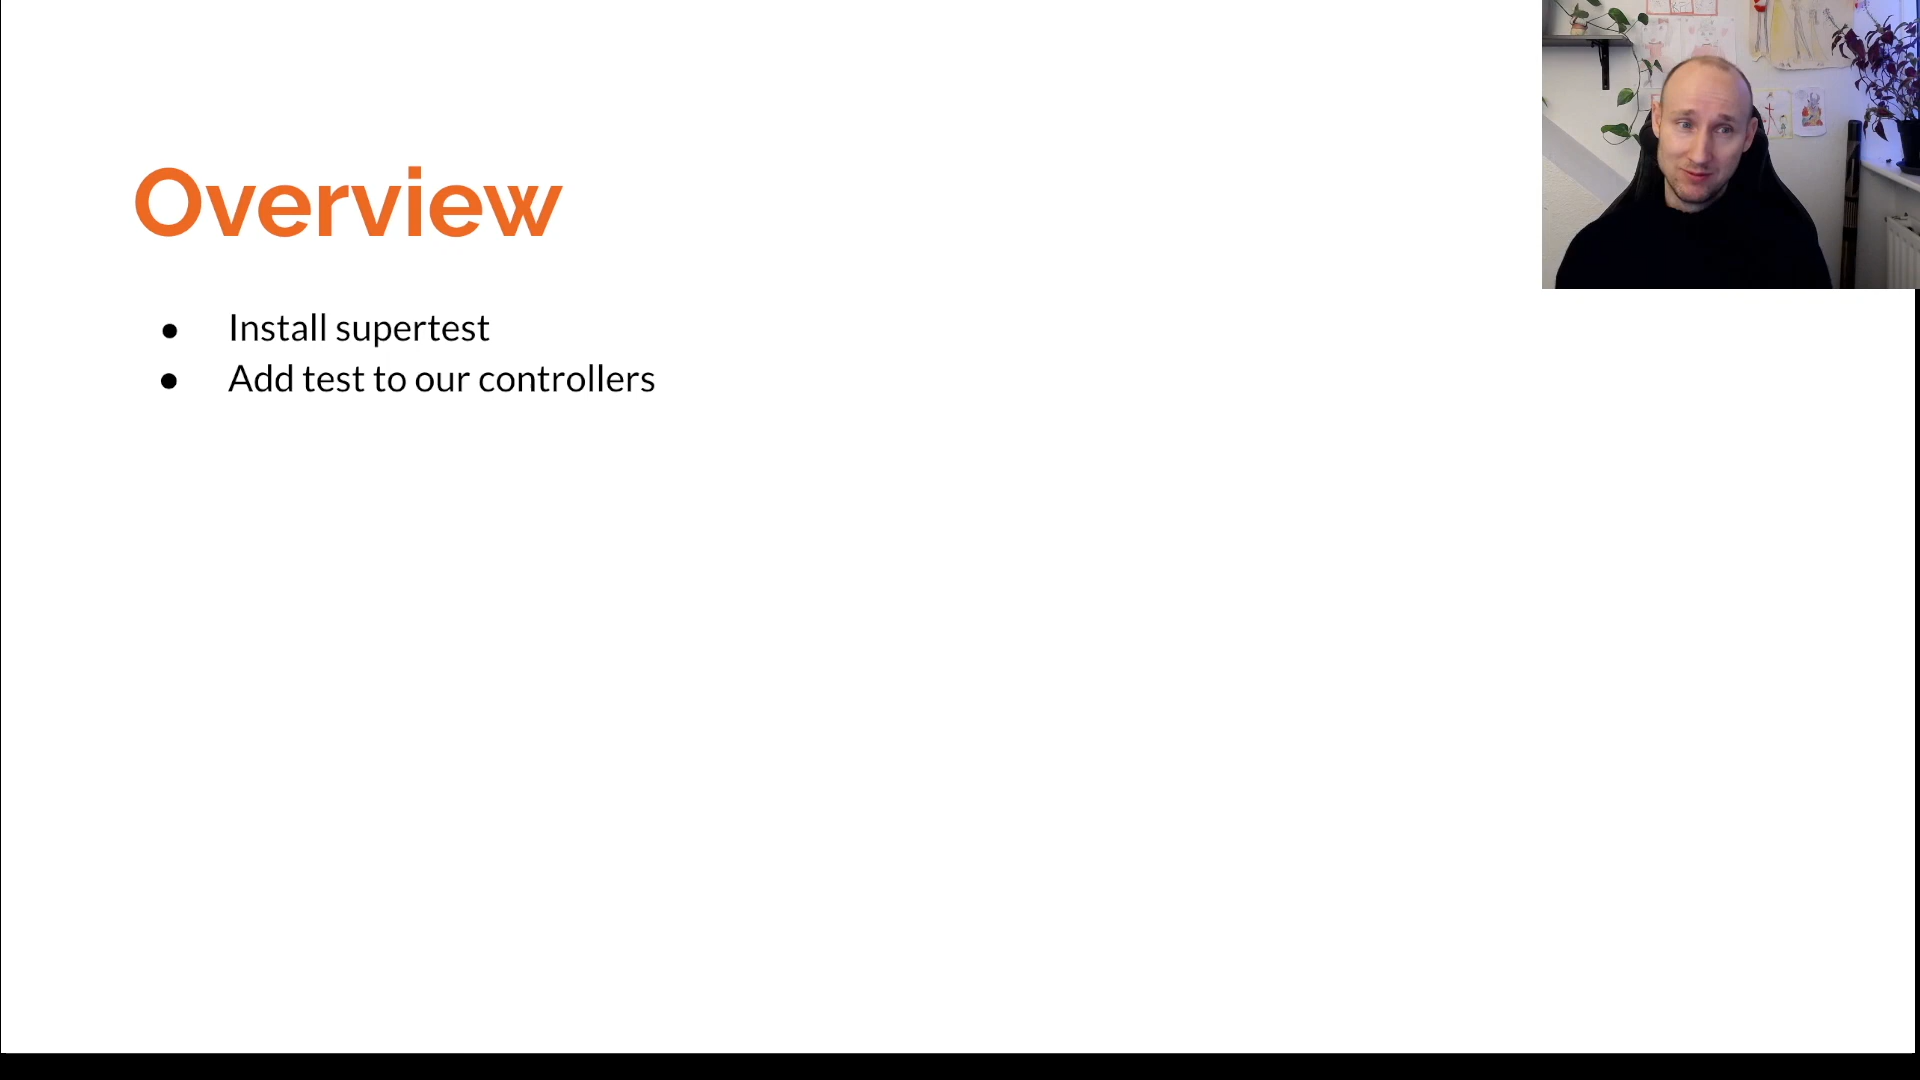 Overview
● Install supertest
● Add test to our controllers